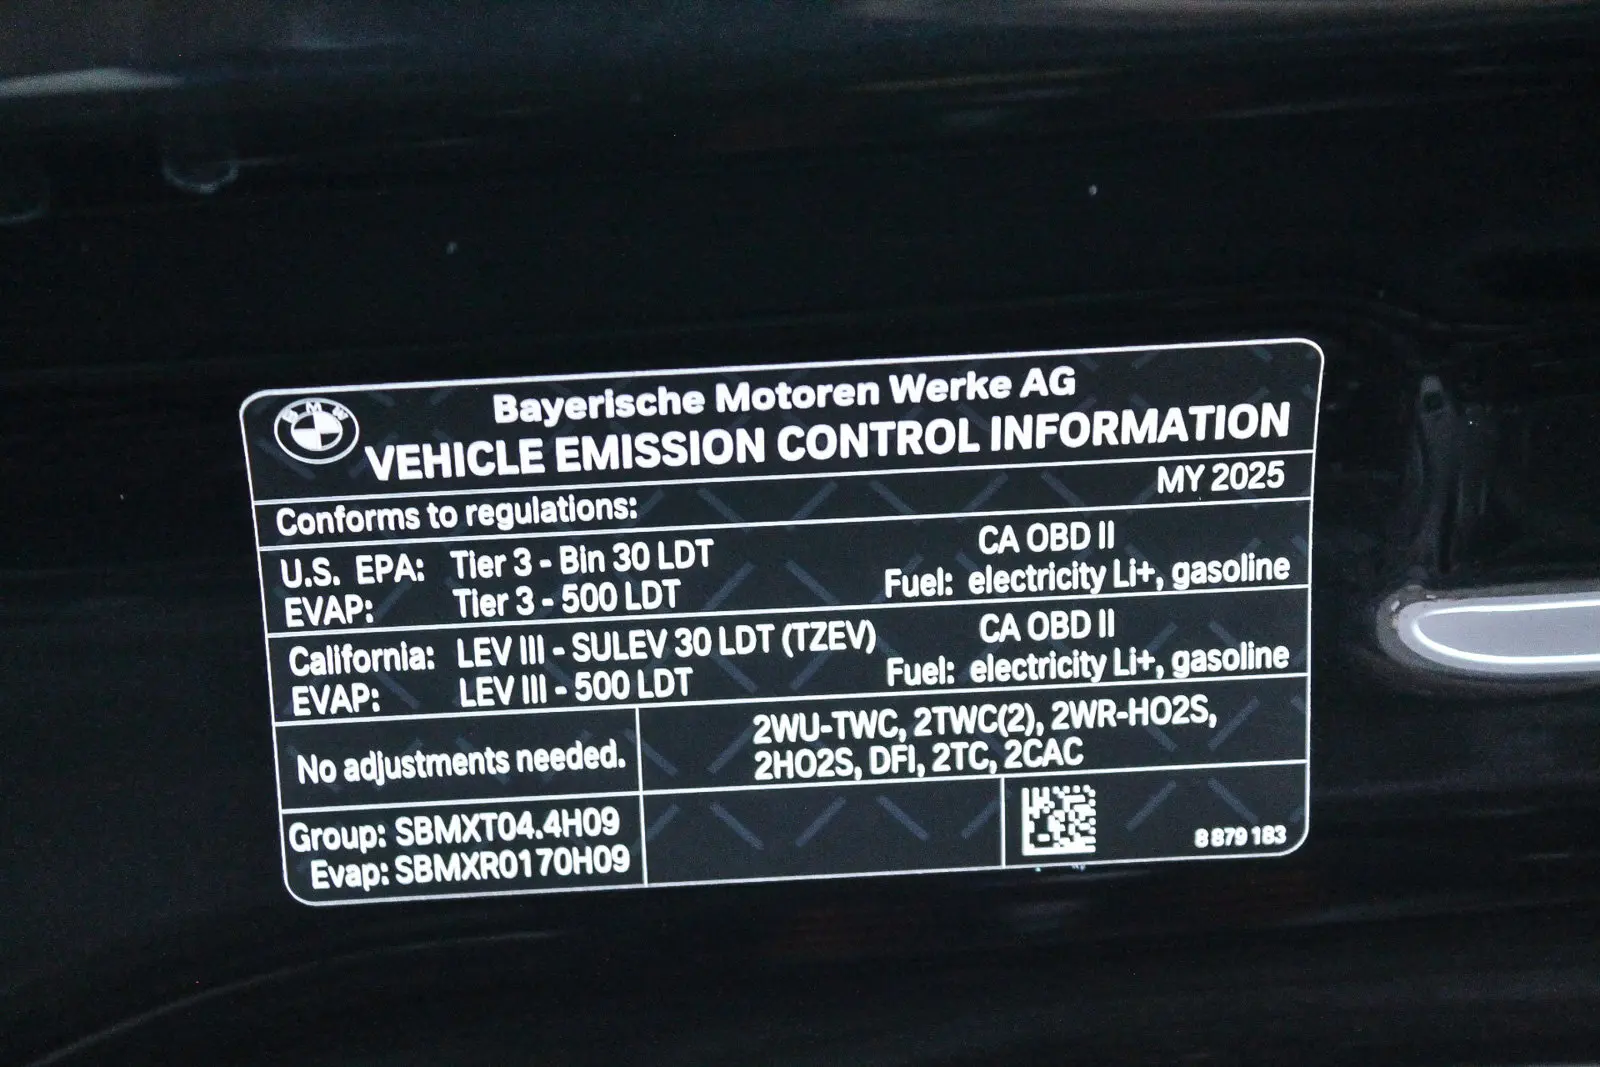 BMW
Bayerische Motoren Werke AG
VEHICLE EMISSION CONTROL INFORMATION
MY 2025
Conforms to regulations:
U.S. EPA: Tier 3 - Bin 30 LDT CA OBD II
EVAP: Tier 3 - 500 LDT Fuel: electricity Li+, gasoline
California: LEV III - SULEV 30 LDT (TZEV) CA OBD II
EVAP: LEV III - 500 LDT Fuel: electricity Li+, gasoline
No adjustments needed.
2WU-TWC, 2TWC(2), 2WR-HO2S,
2HO2S, DFI, 2TC, 2CAC
Group: SBMXT04.4H09
Evap: SBMXR0170H09
8 879 183